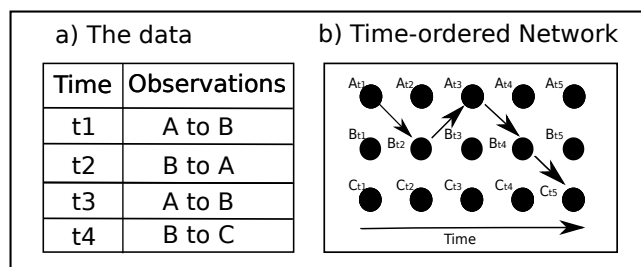 a) The data
Time Observations
t1 A to B
t2 B to A
t3 A to B
t4 B to C
b) Time-ordered Network
At1 At2 At3 At4 At5
Bt1 Bt2 Bt3 Bt4 Bt5
Ct1 Ct2 Ct3 Ct4 Ct5
Time